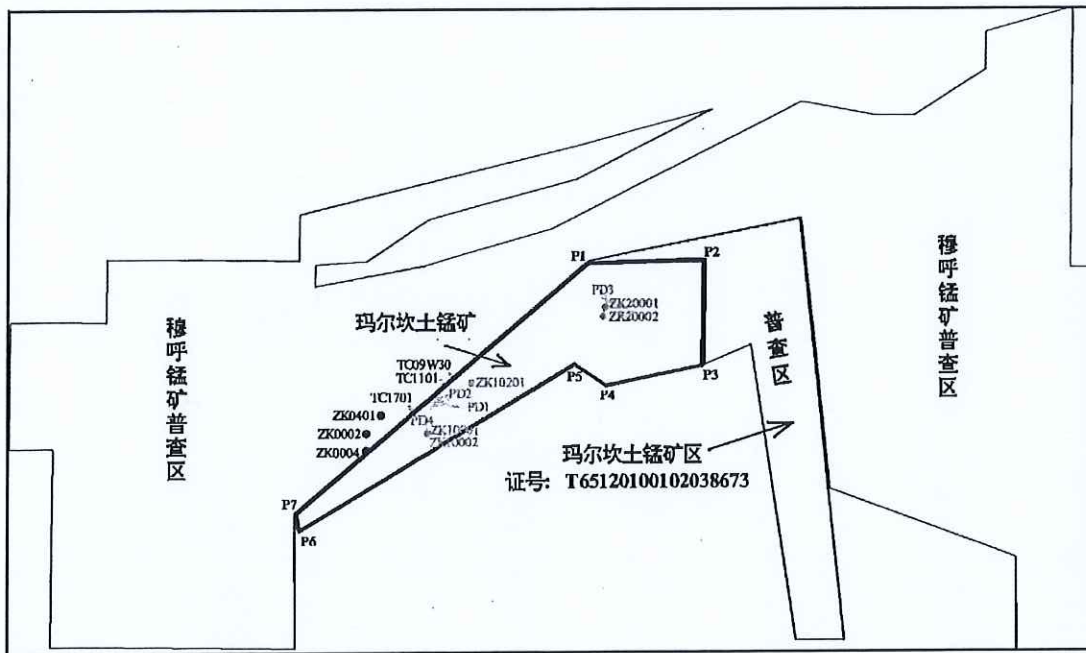 P1
P2
PD3
ZK20001
ZK20002
穆呼锰矿普查区
玛尔坎土锰矿
普查区
穆呼锰矿普查区
TC09W30
TC1101
ZK10201
P5
P3
P4
TC1701
PD2
PD1
ZK0401
PD4
ZK0002
ZK0004
玛尔坎土锰矿区
证号: T65120100102038673
P7
P6